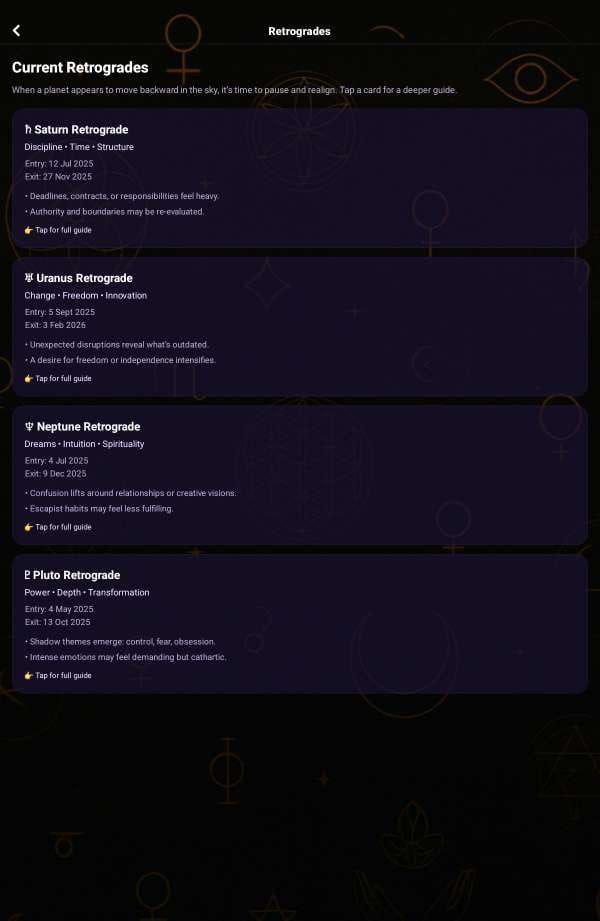 Retrogrades
Current Retrogrades
When a planet appears to move backward in the sky, it's time to pause and realign. Tap a card for a deeper guide.
♄ Saturn Retrograde
Discipline • Time • Structure
Entry: 12 Jul 2025
Exit: 27 Nov 2025
• Deadlines, contracts, or responsibilities feel heavy.
• Authority and boundaries may be re-evaluated.
👉 Tap for full guide
♅ Uranus Retrograde
Change • Freedom • Innovation
Entry: 5 Sept 2025
Exit: 3 Feb 2026
• Unexpected disruptions reveal what's outdated.
• A desire for freedom or independence intensifies.
👉 Tap for full guide
♆ Neptune Retrograde
Dreams • Intuition • Spirituality
Entry: 4 Jul 2025
Exit: 9 Dec 2025
• Confusion lifts around relationships or creative visions.
• Escapist habits may feel less fulfilling.
👉 Tap for full guide
♇ Pluto Retrograde
Power • Depth • Transformation
Entry: 4 May 2025
Exit: 13 Oct 2025
• Shadow themes emerge: control, fear, obsession.
• Intense emotions may feel demanding but cathartic.
👉 Tap for full guide